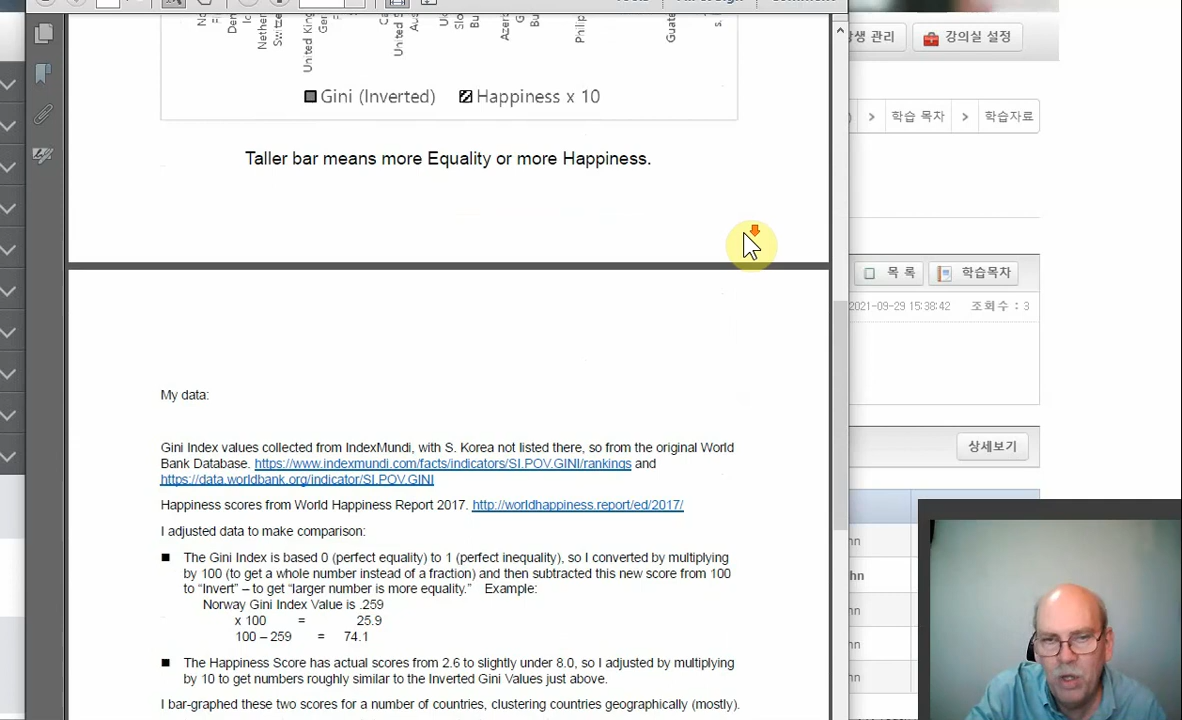 United King
Gini (Inverted) Happiness x 10
Taller bar means more Equality or more Happiness.
My data:
Gini Index values collected from IndexMundi, with S. Korea not listed there, so from the original World
Bank Database. https://www.indexmundi.com/facts/indicators/SI.POV.GINI/rankings and
https://data.worldbank.org/indicator/SI.POV.GINI
Happiness scores from World Happiness Report 2017. http://worldhappiness.report/ed/2017/
I adjusted data to make comparison:
The Gini Index is based 0 (perfect equality) to 1 (perfect inequality), so I converted by multiplying
by 100 (to get a whole number instead of a fraction) and then subtracted this new score from 100
to “Invert” – to get “larger number is more equality.” Example:
Norway Gini Index Value is .259
x 100 = 25.9
100 – 259 = 74.1
The Happiness Score has actual scores from 2.6 to slightly under 8.0, so I adjusted by multiplying
by 10 to get numbers roughly similar to the Inverted Gini Values just above.
I bar-graphed these two scores for a number of countries, clustering countries geographically (mostly).
관리 강의실 설정
> 학습 목차 > 학습자료
목 록 학습목차
2021-09-29 15:38:42 조회수 : 3
상세보기